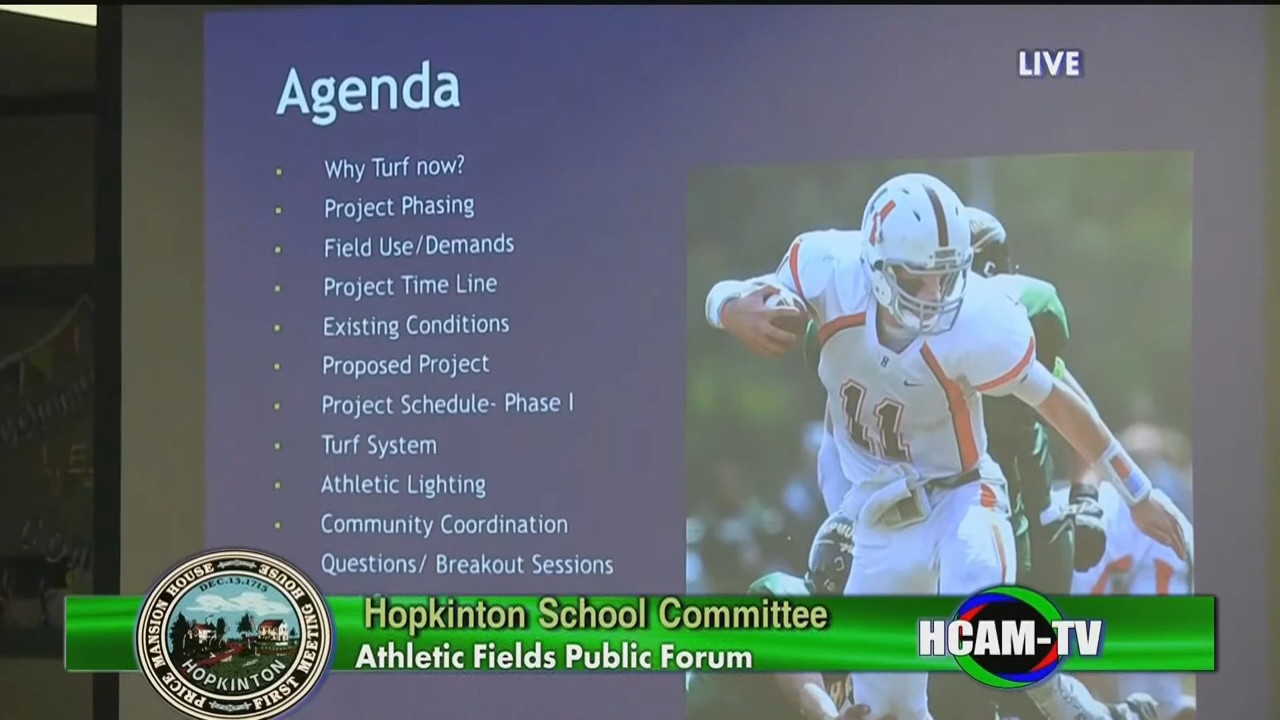 LIVE
Agenda
Why Turf now?
Project Phasing
Field Use/Demands
Project Time Line
Existing Conditions
Proposed Project
Project Schedule- Phase I
Turf System
Athletic Lighting
Community Coordination
Questions/ Breakout Sessions
11
Hopkinton School Committee
Athletic Fields Public Forum
PRICE MANSION HOUSE
FIRST MEETING HOUSE
DEC.13.1715
HOPKINTON
HCAM-TV